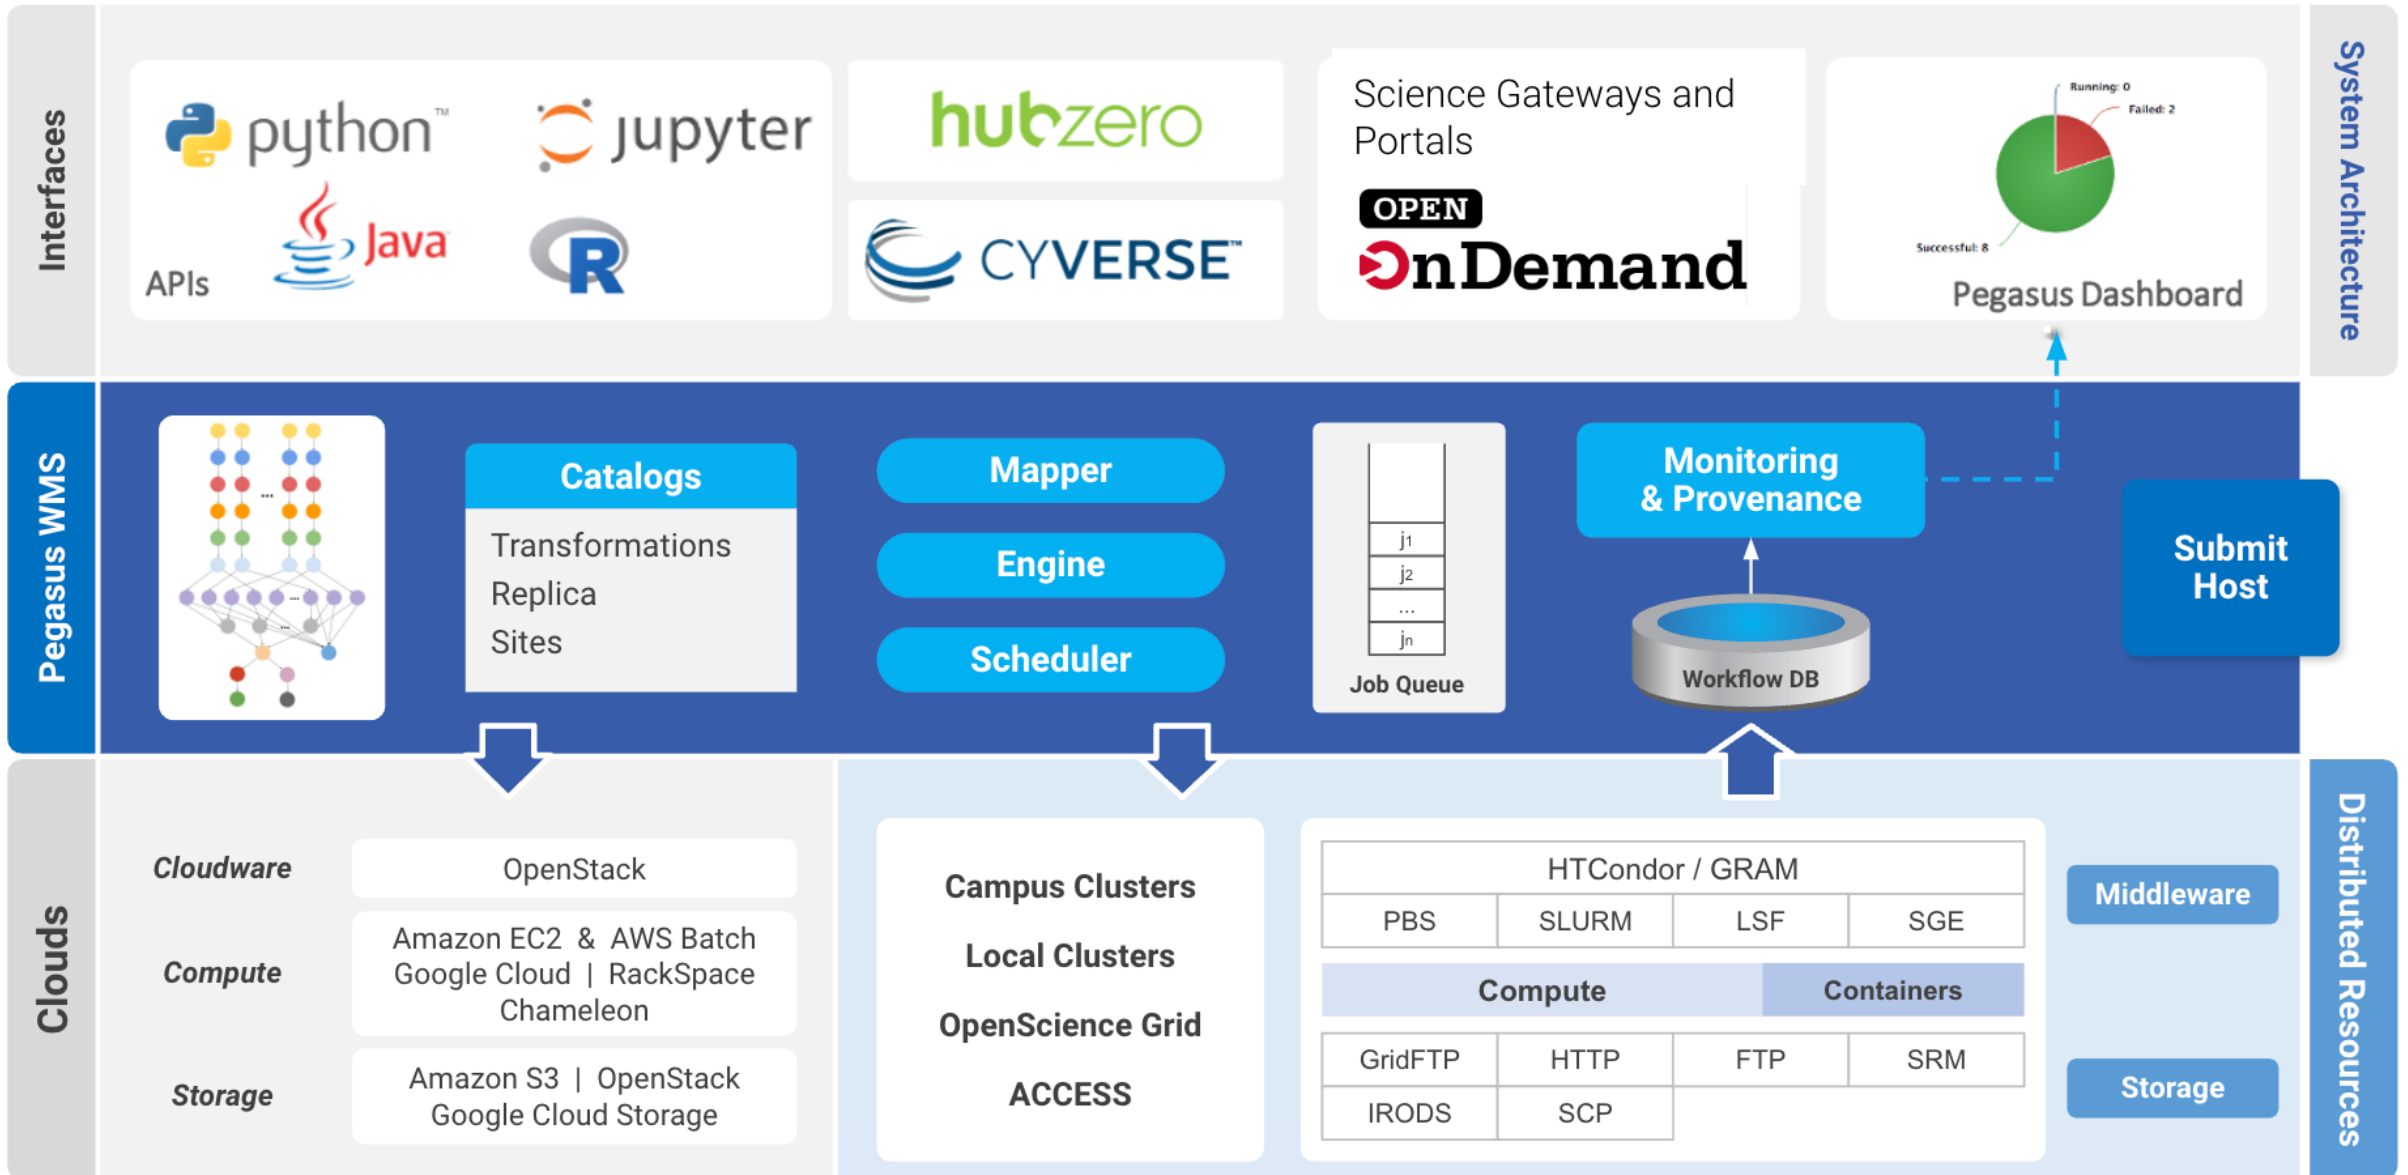 Interfaces
python™
jupyter
Java
R
APIs
hubzero
CYVERSE™
Science Gateways and
Portals
OPEN
OnDemand
Running: 0
Failed: 2
Successful: 8
Pegasus Dashboard
System Architecture
Pegasus WMS
...
...
...
Catalogs
Transformations
Replica
Sites
Mapper
Engine
Scheduler
j1
j2
...
jn
Job Queue
Monitoring
& Provenance
Workflow DB
Submit
Host
Clouds
Cloudware
OpenStack
Compute
Amazon EC2 & AWS Batch
Google Cloud | RackSpace
Chameleon
Storage
Amazon S3 | OpenStack
Google Cloud Storage
Campus Clusters
Local Clusters
OpenScience Grid
ACCESS
HTCondor / GRAM
PBS SLURM LSF SGE
Compute Containers
GridFTP HTTP FTP SRM
IRODS SCP
Middleware
Storage
Distributed Resources